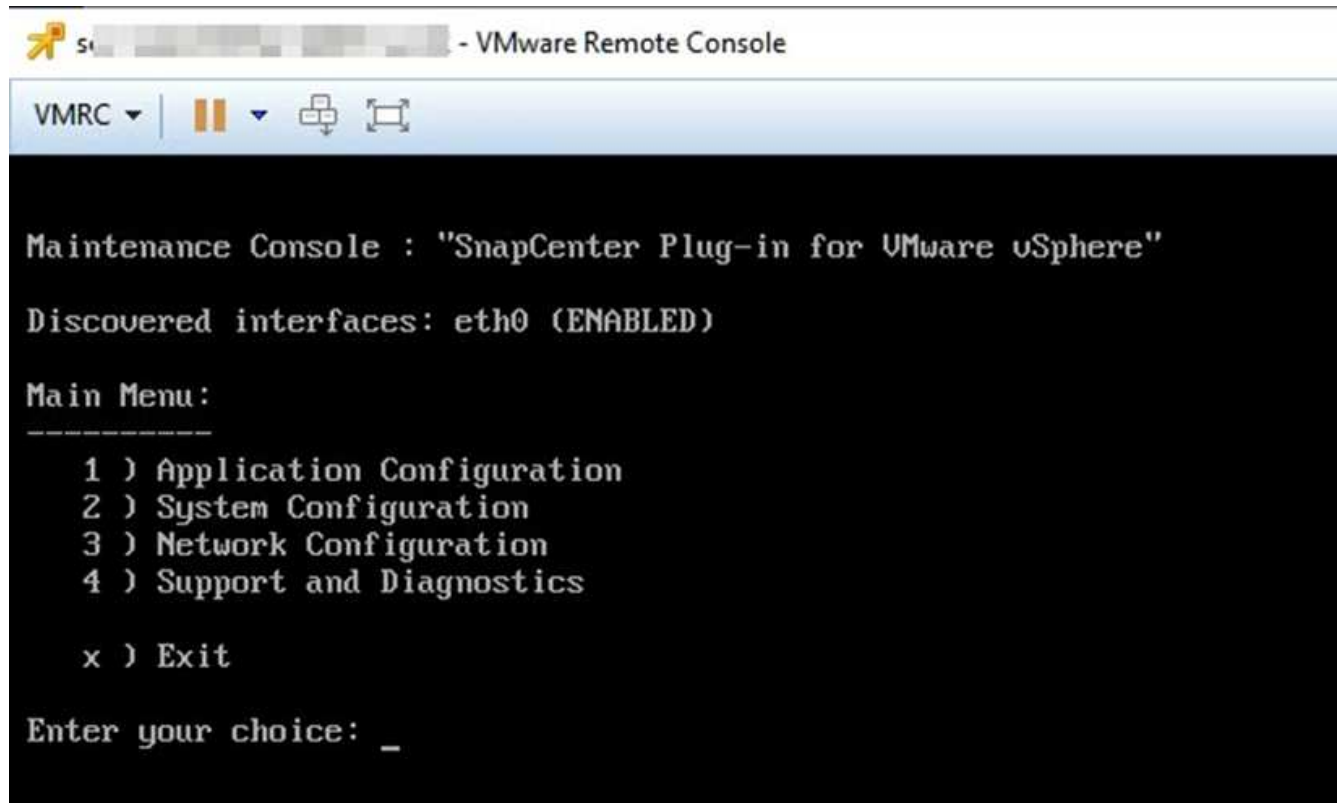 - VMware Remote Console
VMRC
Maintenance Console : "SnapCenter Plug-in for VMware vSphere"
Discovered interfaces: eth0 (ENABLED)
Main Menu:
----------
1 ) Application Configuration
2 ) System Configuration
3 ) Network Configuration
4 ) Support and Diagnostics
x ) Exit
Enter your choice: _